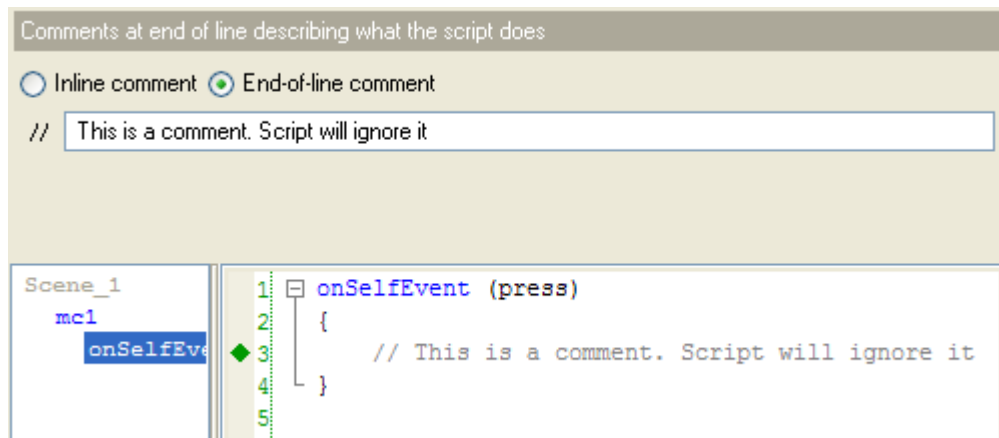 Comments at end of line describing what the script does
Inline comment End-of-line comment
// This is a comment. Script will ignore it
Scene_1
mc1
onSelfEve
1 onSelfEvent (press)
2 {
3 // This is a comment. Script will ignore it
4 }
5